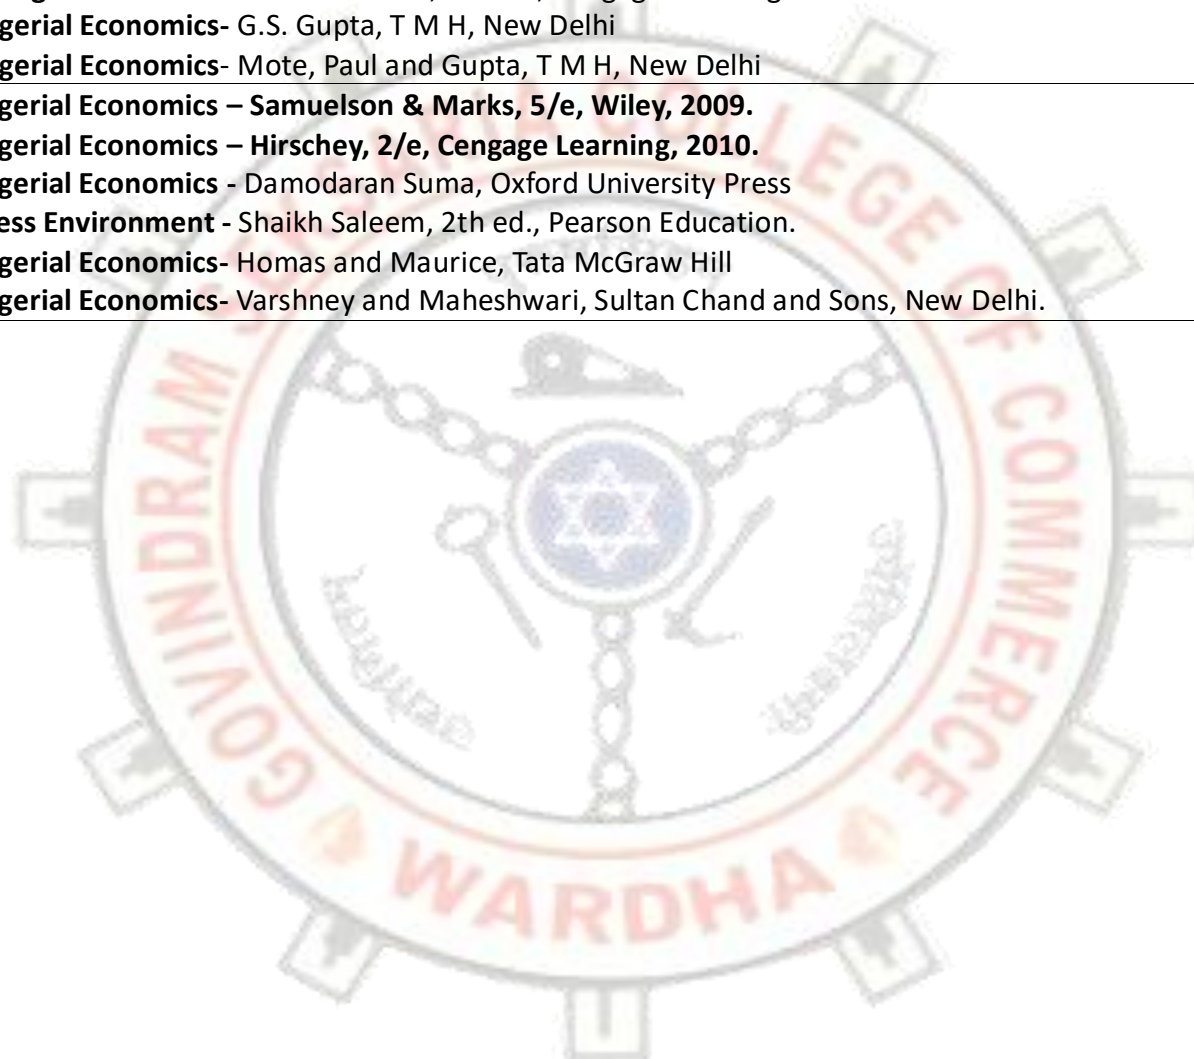 gerial Economics- G.S. Gupta, T M H, New Delhi
gerial Economics- Mote, Paul and Gupta, T M H, New Delhi
gerial Economics – Samuelson & Marks, 5/e, Wiley, 2009.
gerial Economics – Hirschey, 2/e, Cengage Learning, 2010.
gerial Economics - Damodaran Suma, Oxford University Press
ess Environment - Shaikh Saleem, 2th ed., Pearson Education.
gerial Economics- Homas and Maurice, Tata McGraw Hill
gerial Economics- Varshney and Maheshwari, Sultan Chand and Sons, New Delhi.
GOVINDRAM SEKSARIA COLLEGE OF COMMERCE
WARDHA